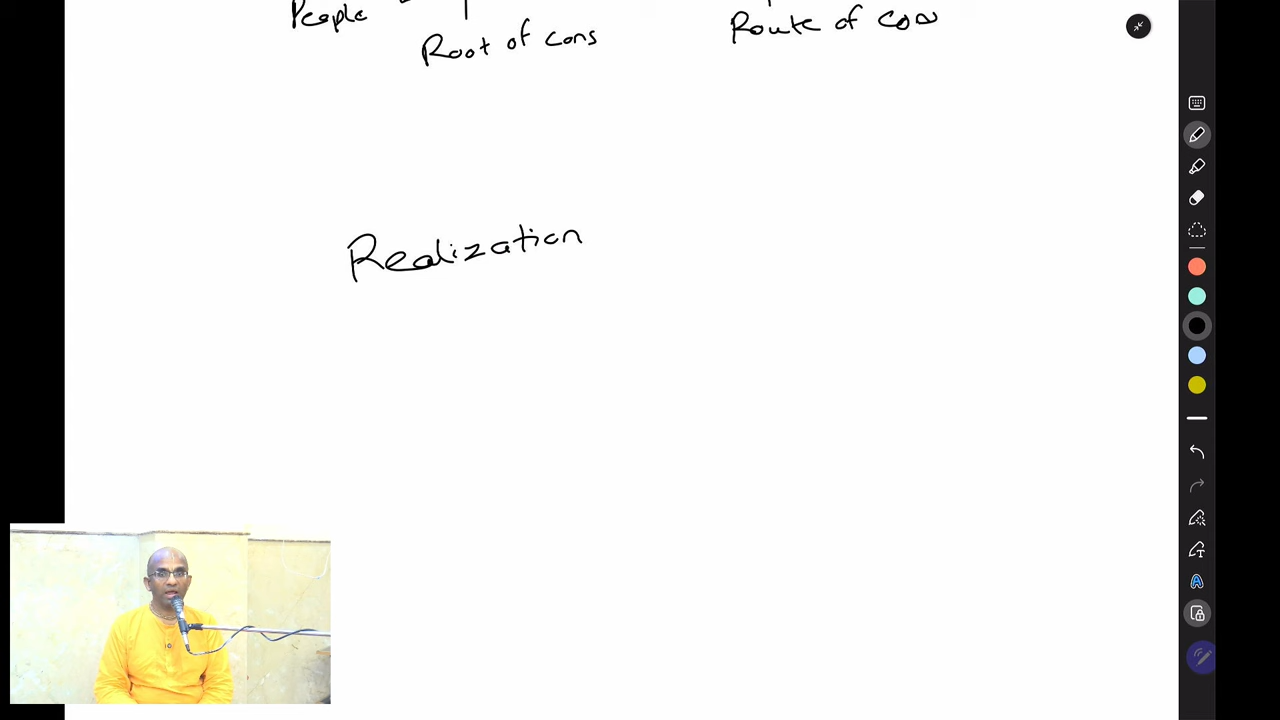 People
Root of cons
Route of con
Realization